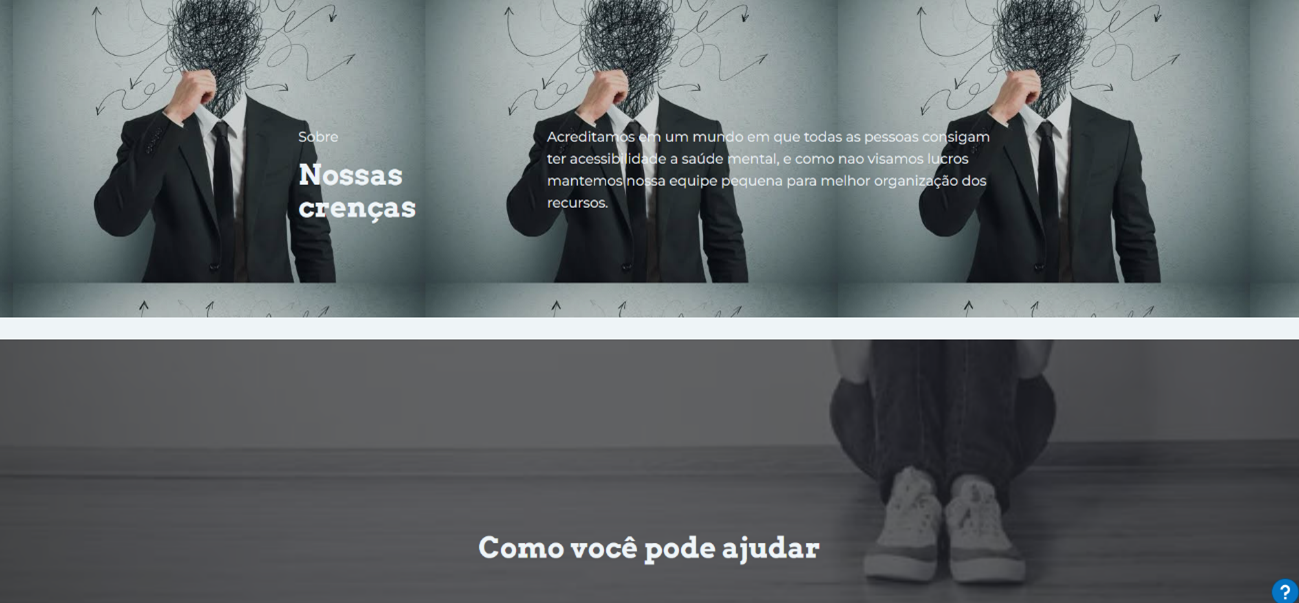 Sobre
Nossas
crenças
Acreditamos em um mundo em que todas as pessoas consigam
ter acessibilidade a saúde mental, e como nao visamos lucros
mantemos nossa equipe pequena para melhor organização dos
recursos.
Como você pode ajudar
?